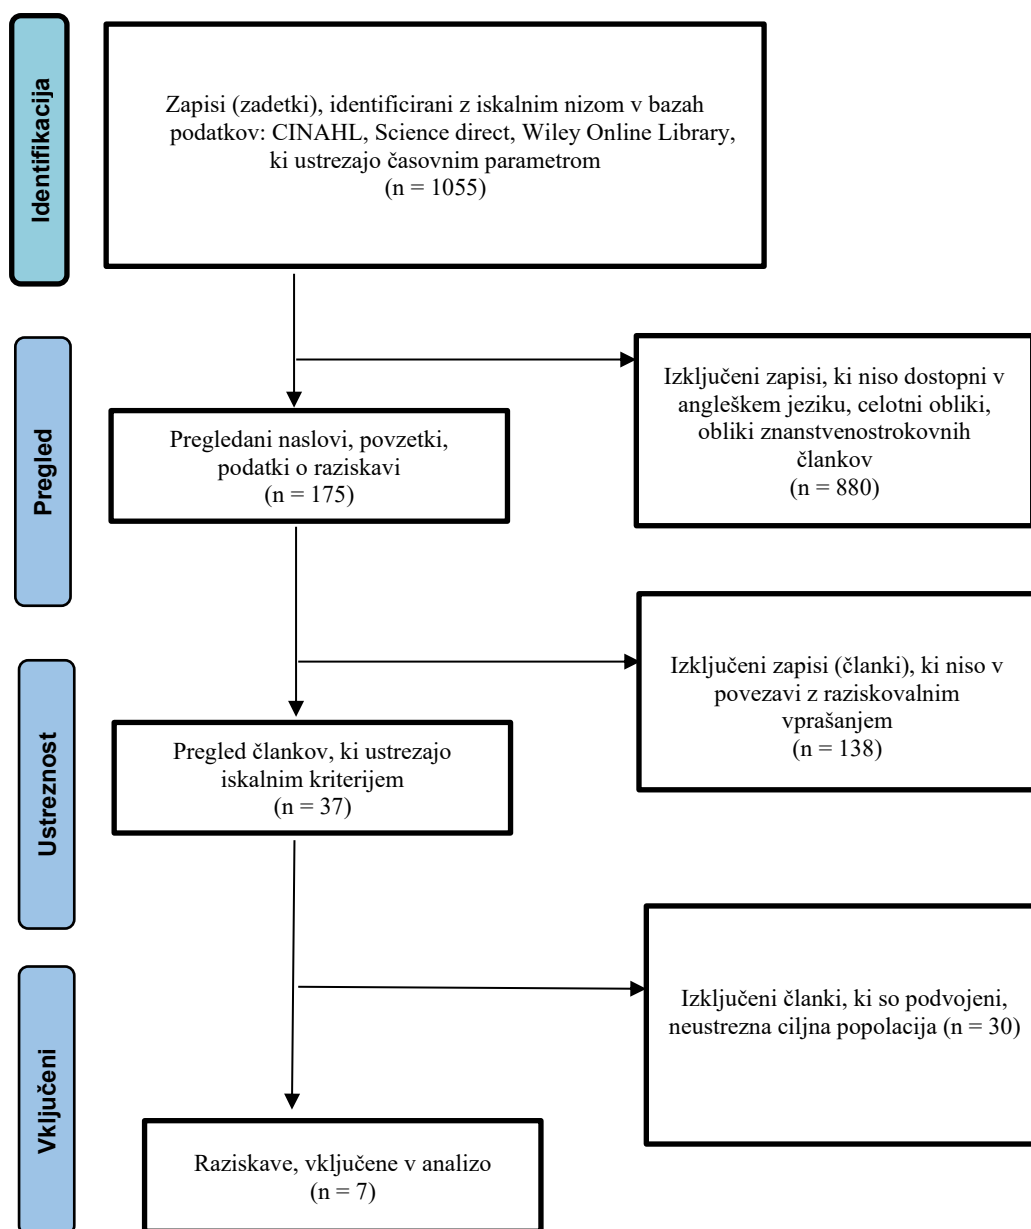 Identifikacija
Zapisi (zadetki), identificirani z iskalnim nizom v bazah
podatkov: CINAHL, Science direct, Wiley Online Library,
ki ustrezajo časovnim parametrom
(n = 1055)
Pregled
Izključeni zapisi, ki niso dostopni v
angleškem jeziku, celotni obliki,
obliki znanstvenostrokovnih
člankov
(n = 880)
Pregledani naslovi, povzetki,
podatki o raziskavi
(n = 175)
Izključeni zapisi (članki), ki niso v
povezavi z raziskovalnim
vprašanjem
(n = 138)
Ustreznost
Pregled člankov, ki ustrezajo
iskalnim kriterijem
(n = 37)
Izključeni članki, ki so podvojeni,
neustrezna ciljna popolacija (n = 30)
Vključeni
Raziskave, vključene v analizo
(n = 7)